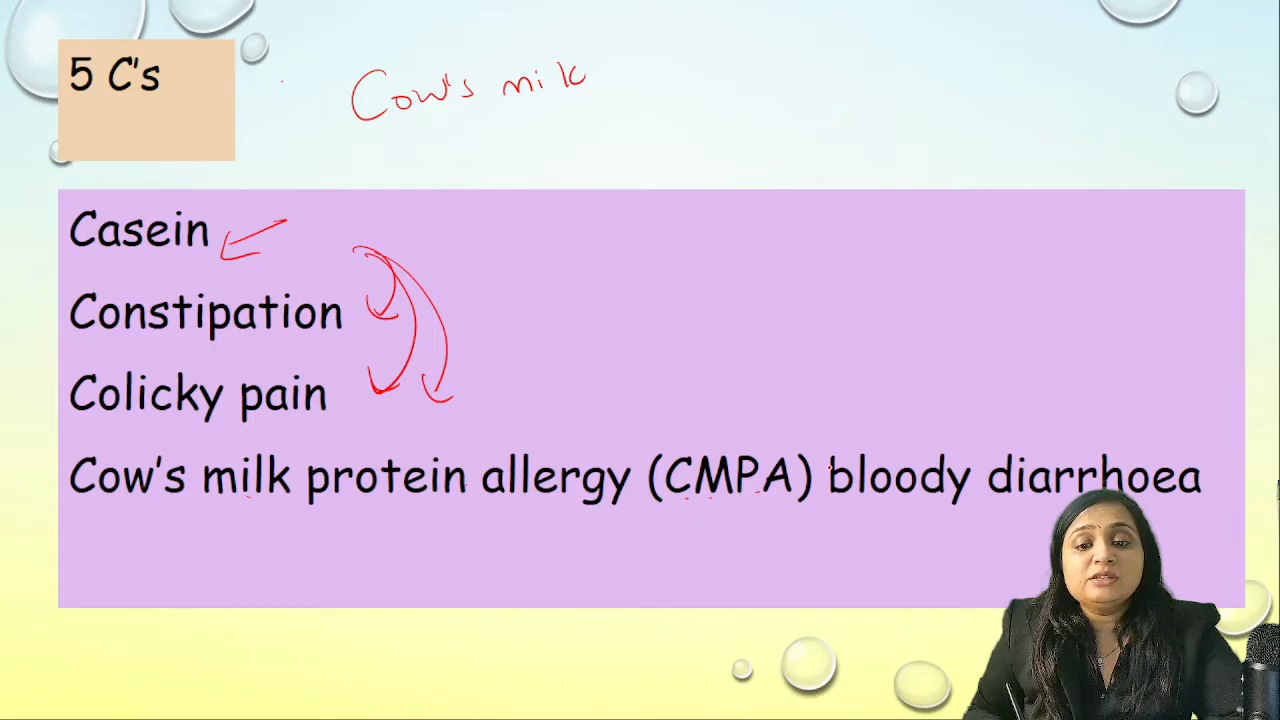 5 C's
Cow's milk
Casein
Constipation
Colicky pain
Cow's milk protein allergy (CMPA) bloody diarrhoea